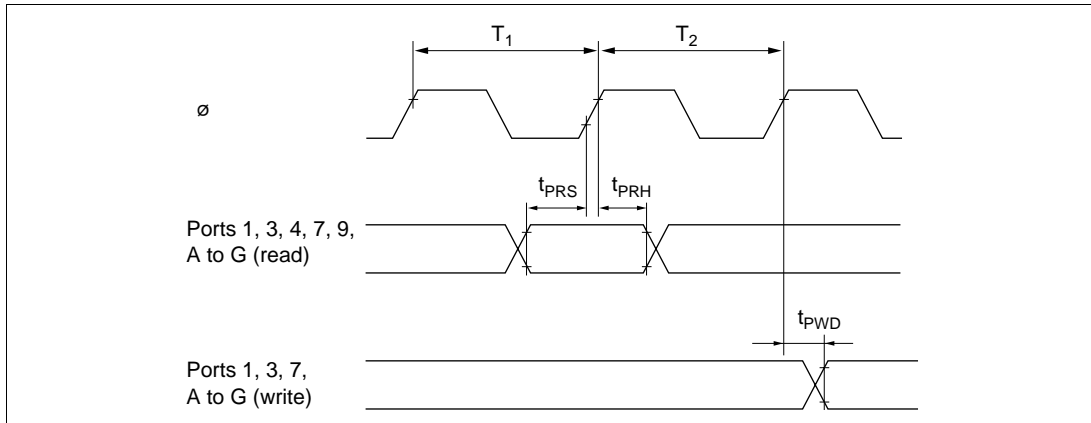 T1 T2
ø
tPRS tPRH
Ports 1, 3, 4, 7, 9,
A to G (read)
tPWD
Ports 1, 3, 7,
A to G (write)